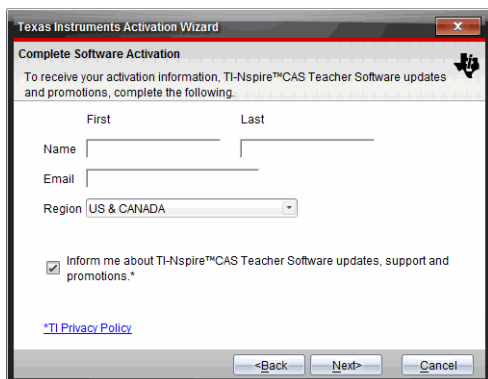 Texas Instruments Activation Wizard
Complete Software Activation
To receive your activation information, TI-Nspire™CAS Teacher Software updates
and promotions, complete the following.
First Last
Name
Email
Region US & CANADA
Inform me about TI-Nspire™CAS Teacher Software updates, support and
promotions.*
*TI Privacy Policy
<Back Next> Cancel